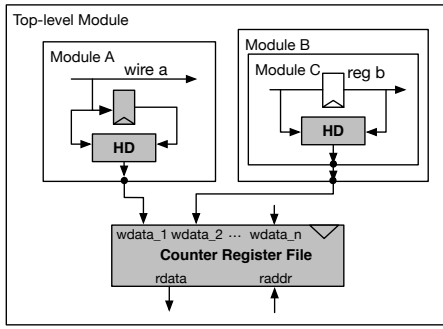 Top-level Module
Module A
wire a
HD
Module B
Module C
reg b
HD
wdata_1 wdata_2 ... wdata_n
Counter Register File
rdata raddr